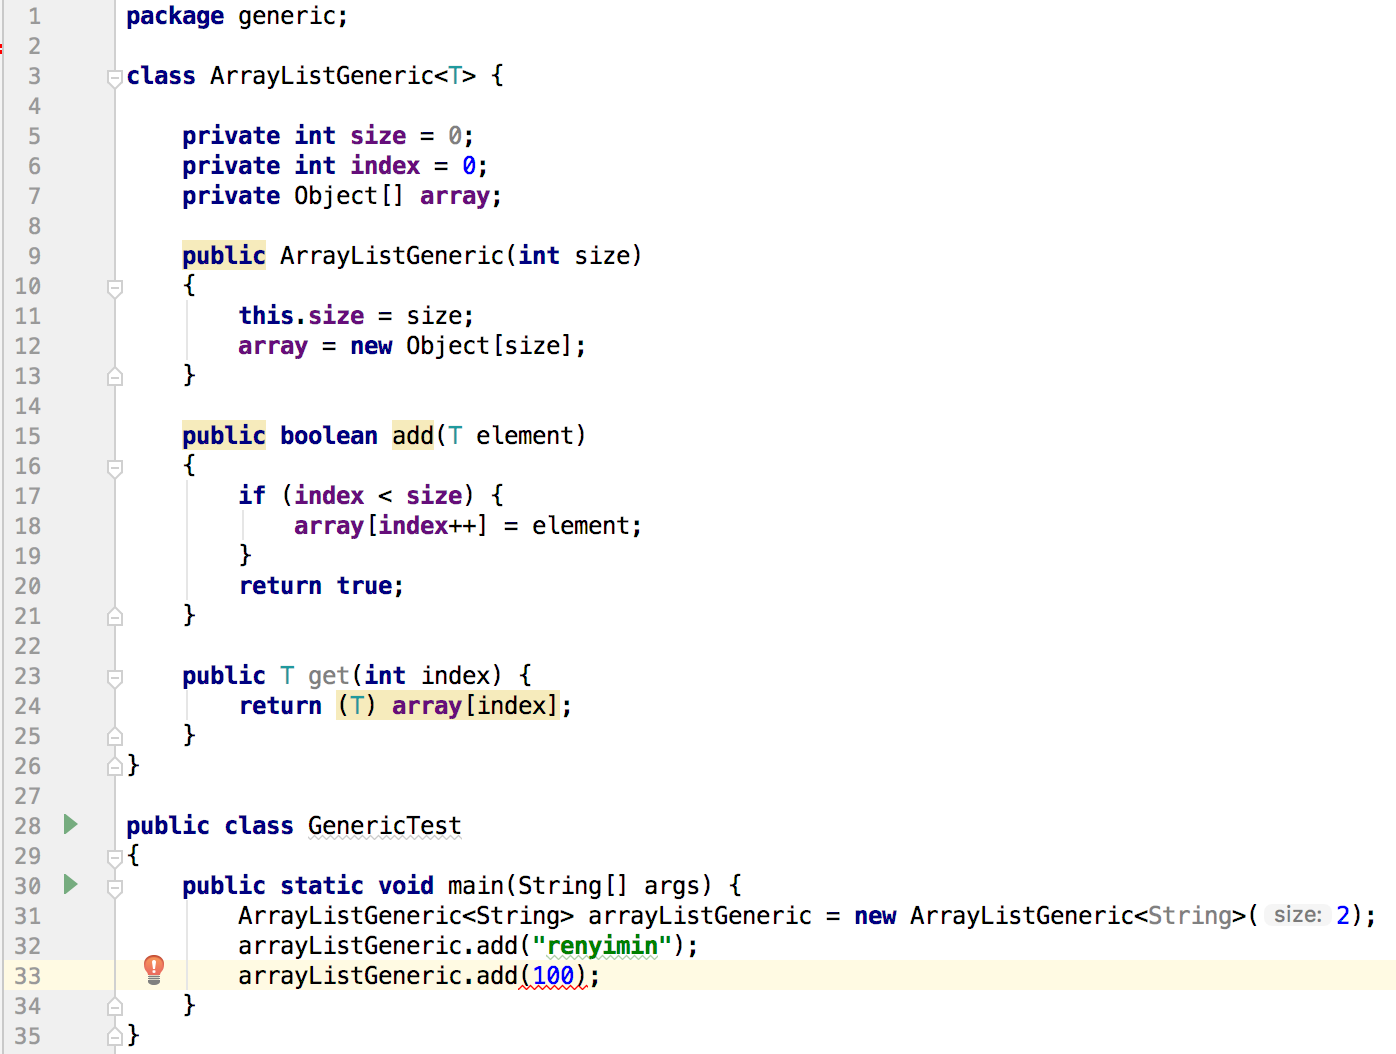 1 package generic;
2
3 class ArrayListGeneric<T> {
4
5     private int size = 0;
6     private int index = 0;
7     private Object[] array;
8
9     public ArrayListGeneric(int size)
10     {
11         this.size = size;
12         array = new Object[size];
13     }
14
15     public boolean add(T element)
16     {
17         if (index < size) {
18             array[index++] = element;
19         }
20         return true;
21     }
22
23     public T get(int index) {
24         return (T) array[index];
25     }
26 }
27
28 public class GenericTest
29 {
30     public static void main(String[] args) {
31         ArrayListGeneric<String> arrayListGeneric = new ArrayListGeneric<String>( size: 2);
32         arrayListGeneric.add("renyimin");
33         arrayListGeneric.add(100);
34     }
35 }